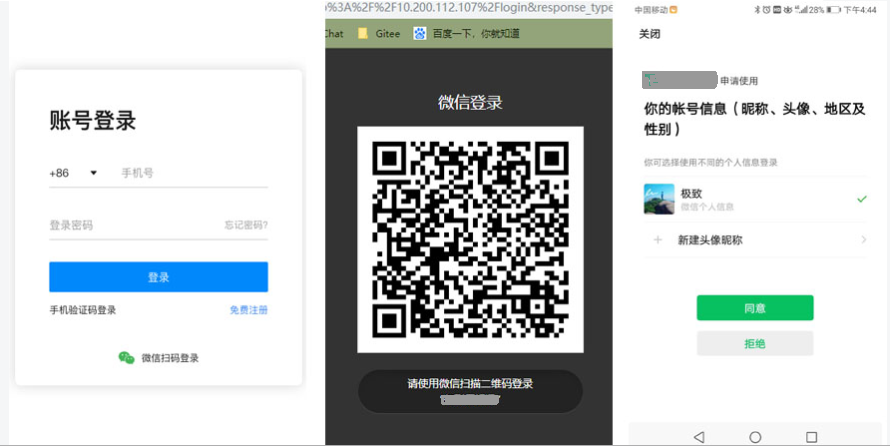 账号登录
+86
手机号
登录密码
忘记密码?
登录
手机验证码登录
免费注册
微信扫码登录
%3A%2F%2F10.200.112.107%2Flogin&response_type
Chat
Gitee
百度一下,你就知道
微信登录
请使用微信扫描二维码登录
中国移动
28%
下午4:44
关闭
申请使用
你的帐号信息(昵称、头像、地区及
性别)
你可选择使用不同的个人信息登录
极致
微信个人信息
新建头像昵称
同意
拒绝